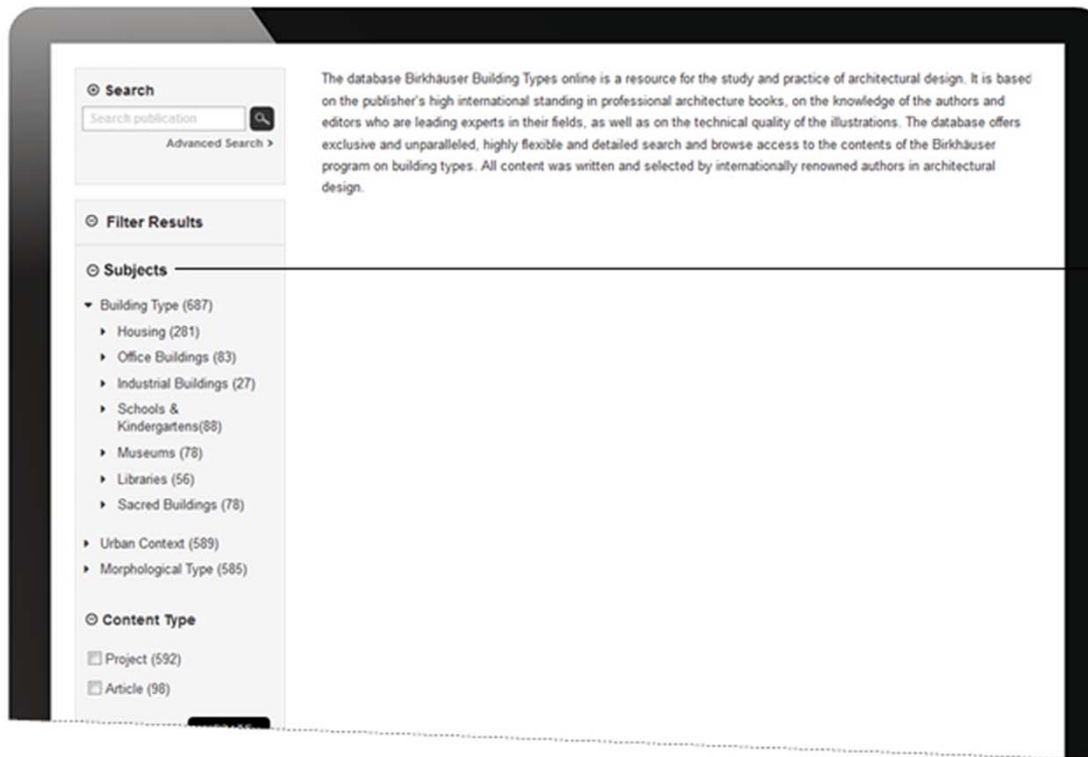 Search
Search publication
Advanced Search >
Filter Results
Subjects
Building Type (687)
Housing (281)
Office Buildings (83)
Industrial Buildings (27)
Schools &
Kindergartens(88)
Museums (78)
Libraries (56)
Sacred Buildings (78)
Urban Context (589)
Morphological Type (585)
Content Type
Project (592)
Article (98)
The database Birkhäuser Building Types online is a resource for the study and practice of architectural design. It is based
on the publisher's high international standing in professional architecture books, on the knowledge of the authors and
editors who are leading experts in their fields, as well as on the technical quality of the illustrations. The database offers
exclusive and unparalleled, highly flexible and detailed search and browse access to the contents of the Birkhäuser
program on building types. All content was written and selected by internationally renowned authors in architectural
design.